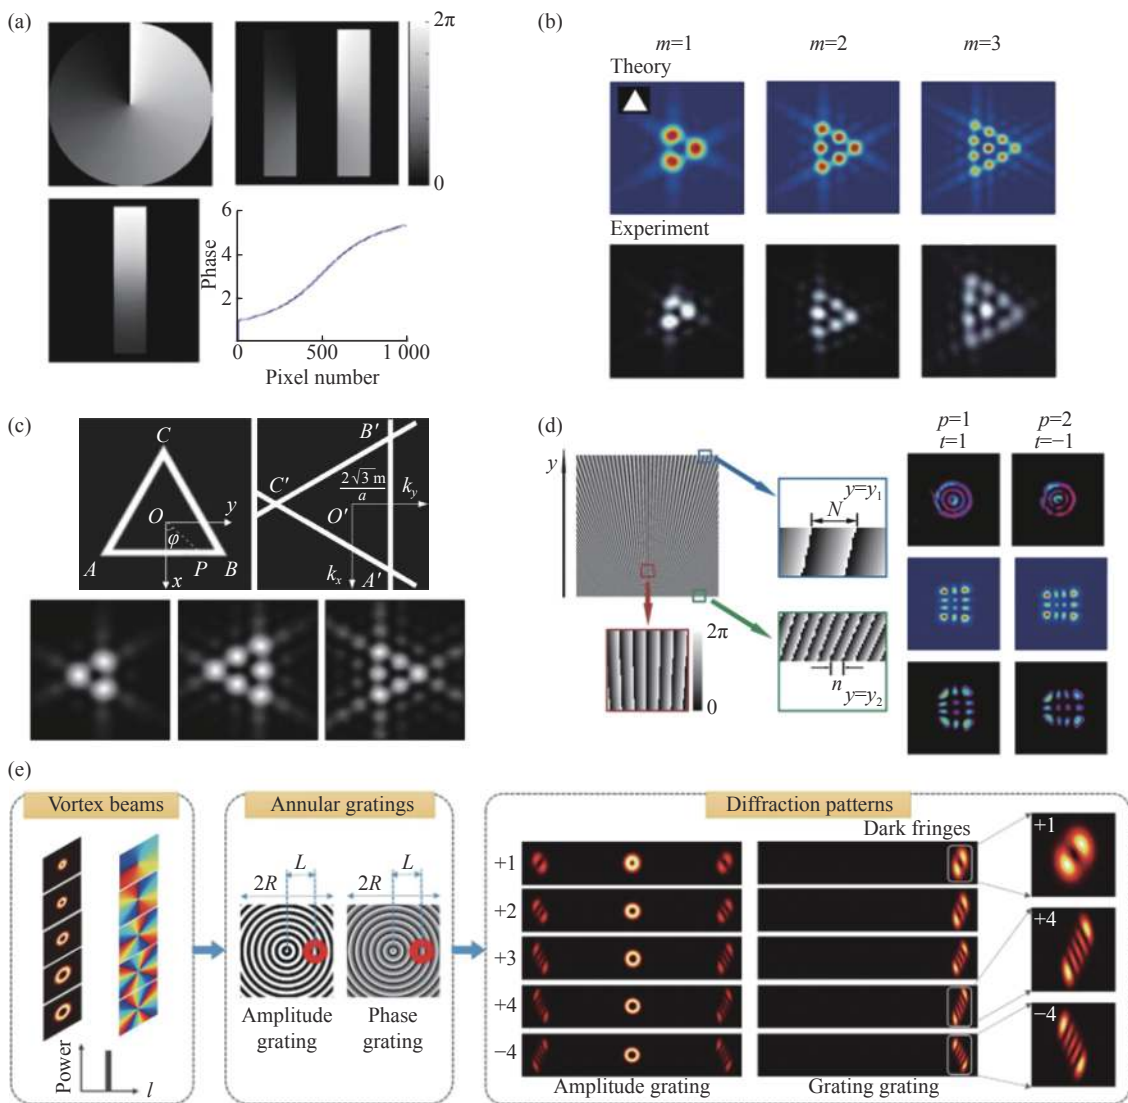 (a)
2π
0
6
4
2
Phase
0
500
1 000
Pixel number
(b)
m=1
m=2
m=3
Theory
Experiment
(c)
C
O
y
φ
A
P
B
x
B′
C′
2√3 m
a
k_y
O′
k_x
A′
(d)
y
y=y₁
N
2π
0
n
y=y₂
p=1
t=1
p=2
t=−1
(e)
Vortex beams
Power
l
Annular gratings
L
2R
L
2R
Amplitude
grating
Phase
grating
Diffraction patterns
Dark fringes
+1
+2
+3
+4
−4
Amplitude grating
Grating grating
+1
+4
−4